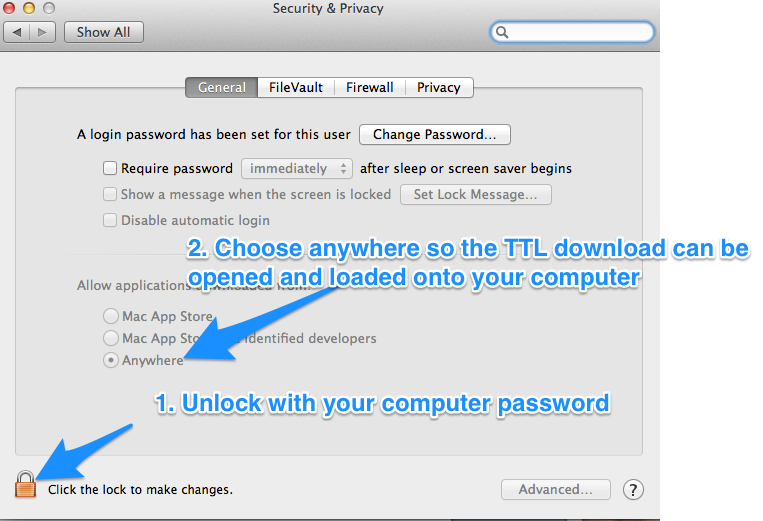 Security & Privacy
Show All
General FileVault Firewall Privacy
A login password has been set for this user Change Password...
Require password immediately after sleep or screen saver begins
Show a message when the screen is locked Set Lock Message...
Disable automatic login
2. Choose anywhere so the TTL download can be
opened and loaded onto your computer
Allow applications downloaded from:
Mac App Store
Mac App Sto identified developers
Anywhere
1. Unlock with your computer password
Click the lock to make changes. Advanced... ?